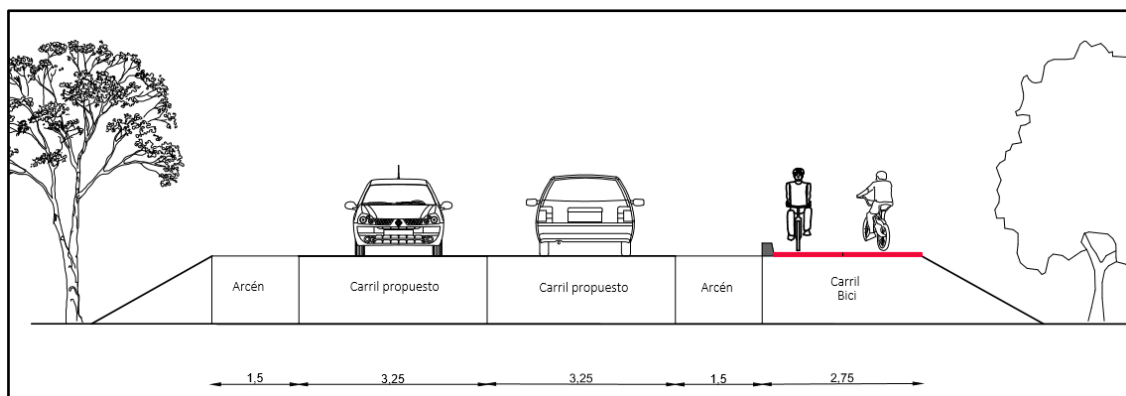 Arcén
Carril propuesto
Carril propuesto
Arcén
Carril
Bici
1,5
3,25
3,25
1,5
2,75